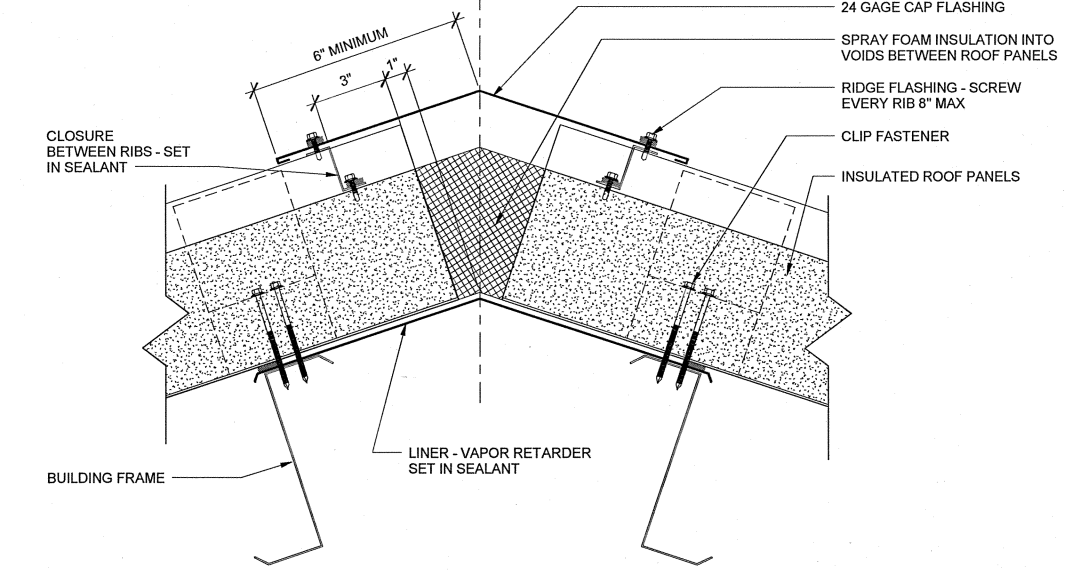 24 GAGE CAP FLASHING
SPRAY FOAM INSULATION INTO
VOIDS BETWEEN ROOF PANELS
6" MINIMUM
3"
1"
RIDGE FLASHING - SCREW
EVERY RIB 8" MAX
CLOSURE
BETWEEN RIBS - SET
IN SEALANT
CLIP FASTENER
INSULATED ROOF PANELS
LINER - VAPOR RETARDER
SET IN SEALANT
BUILDING FRAME